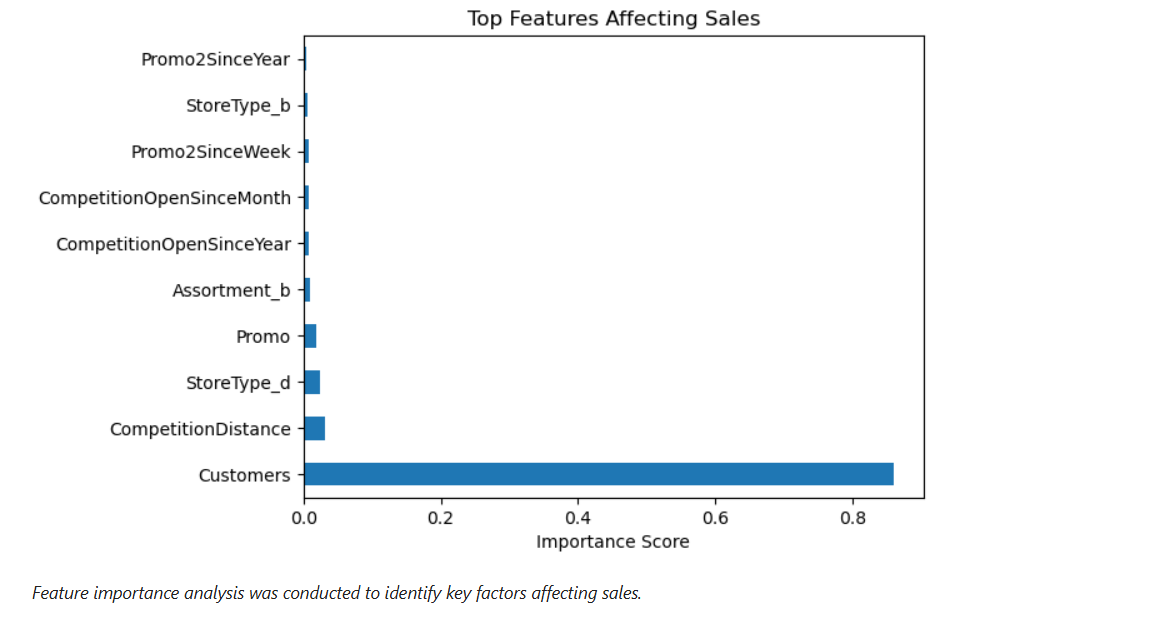 Top Features Affecting Sales
Promo2SinceYear
StoreType_b
Promo2SinceWeek
CompetitionOpenSinceMonth
CompetitionOpenSinceYear
Assortment_b
Promo
StoreType_d
CompetitionDistance
Customers
0.0 0.2 0.4 0.6 0.8
Importance Score
Feature importance analysis was conducted to identify key factors affecting sales.